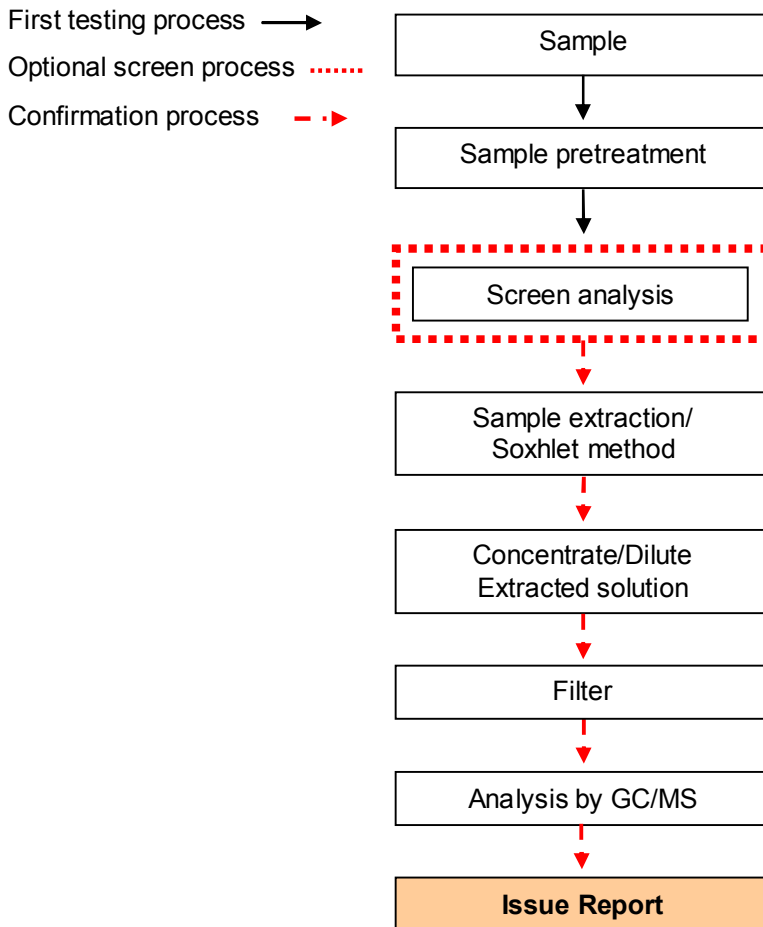 First testing process
Optional screen process
Confirmation process
Sample
Sample pretreatment
Screen analysis
Sample extraction/
Soxhlet method
Concentrate/Dilute
Extracted solution
Filter
Analysis by GC/MS
Issue Report